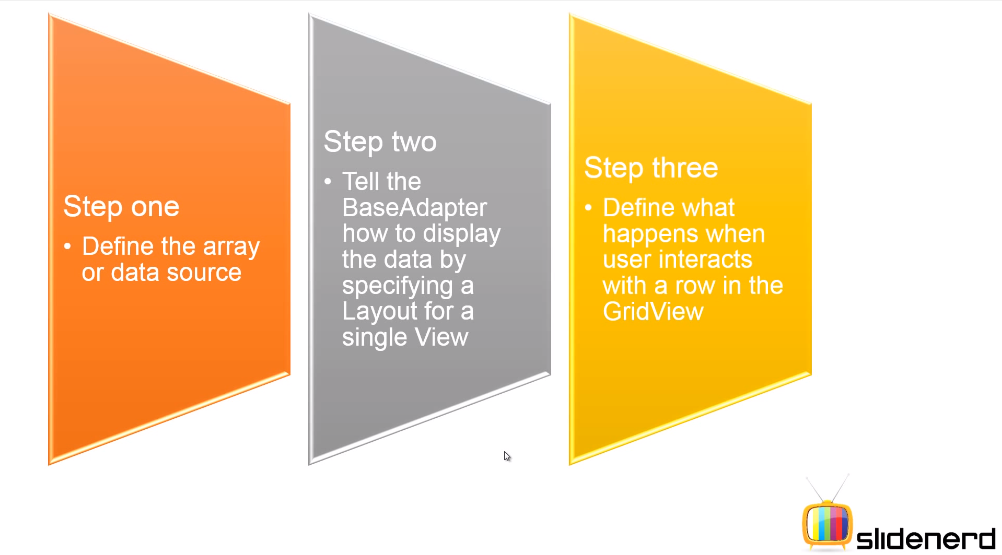 Step one
• Define the array
or data source
Step two
• Tell the
BaseAdapter
how to display
the data by
specifying a
Layout for a
single View
Step three
• Define what
happens when
user interacts
with a row in the
GridView
slidenerd